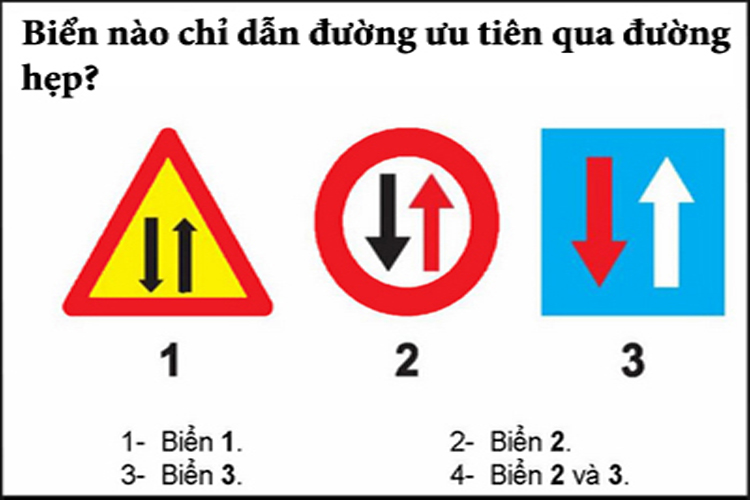 Biển nào chỉ dẫn đường ưu tiên qua đường
hẹp?
1 2 3
1- Biển 1. 2- Biển 2.
3- Biển 3. 4- Biển 2 và 3.